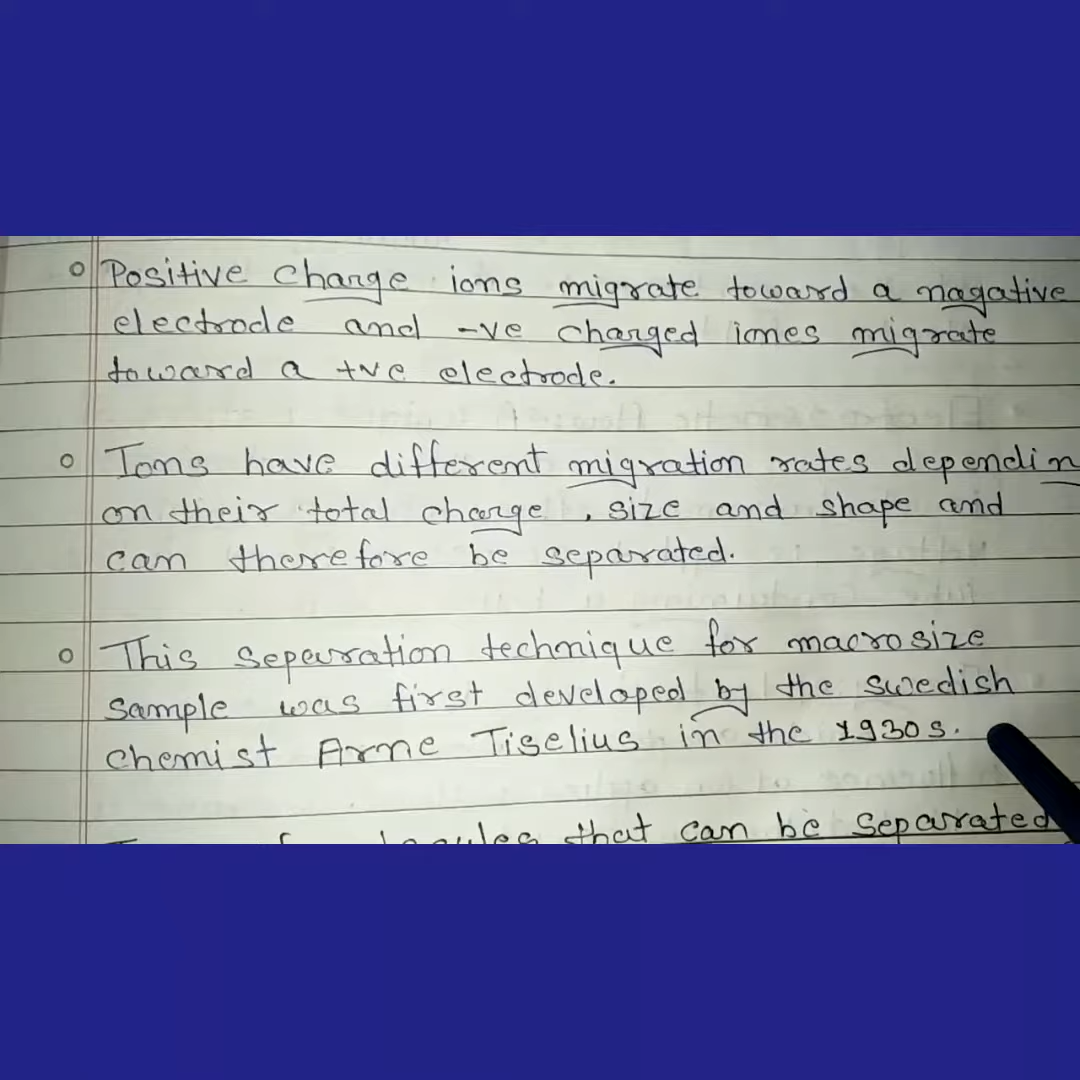 Positive charge ions migrate toward a nagative
electrode and -ve charged iones migrate
toward a +ve electrode.
Ions have different migration rates dependin
on their total charge, size and shape and
can therefore be separated.
This separation technique for macrosize
sample was first developed by the swedish
chemist Arne Tiselius in the 1930s.
that can be separated